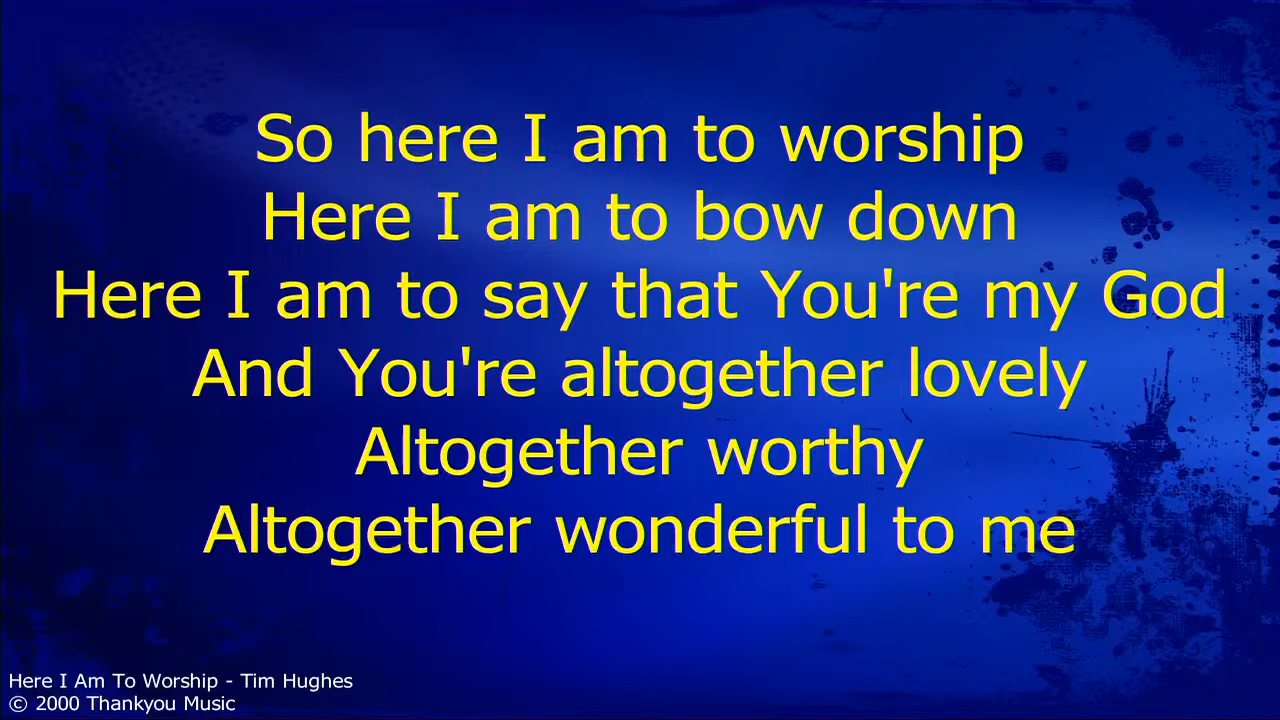 So here I am to worship
Here I am to bow down
Here I am to say that You're my God
And You're altogether lovely
Altogether worthy
Altogether wonderful to me
Here I Am To Worship - Tim Hughes
© 2000 Thankyou Music